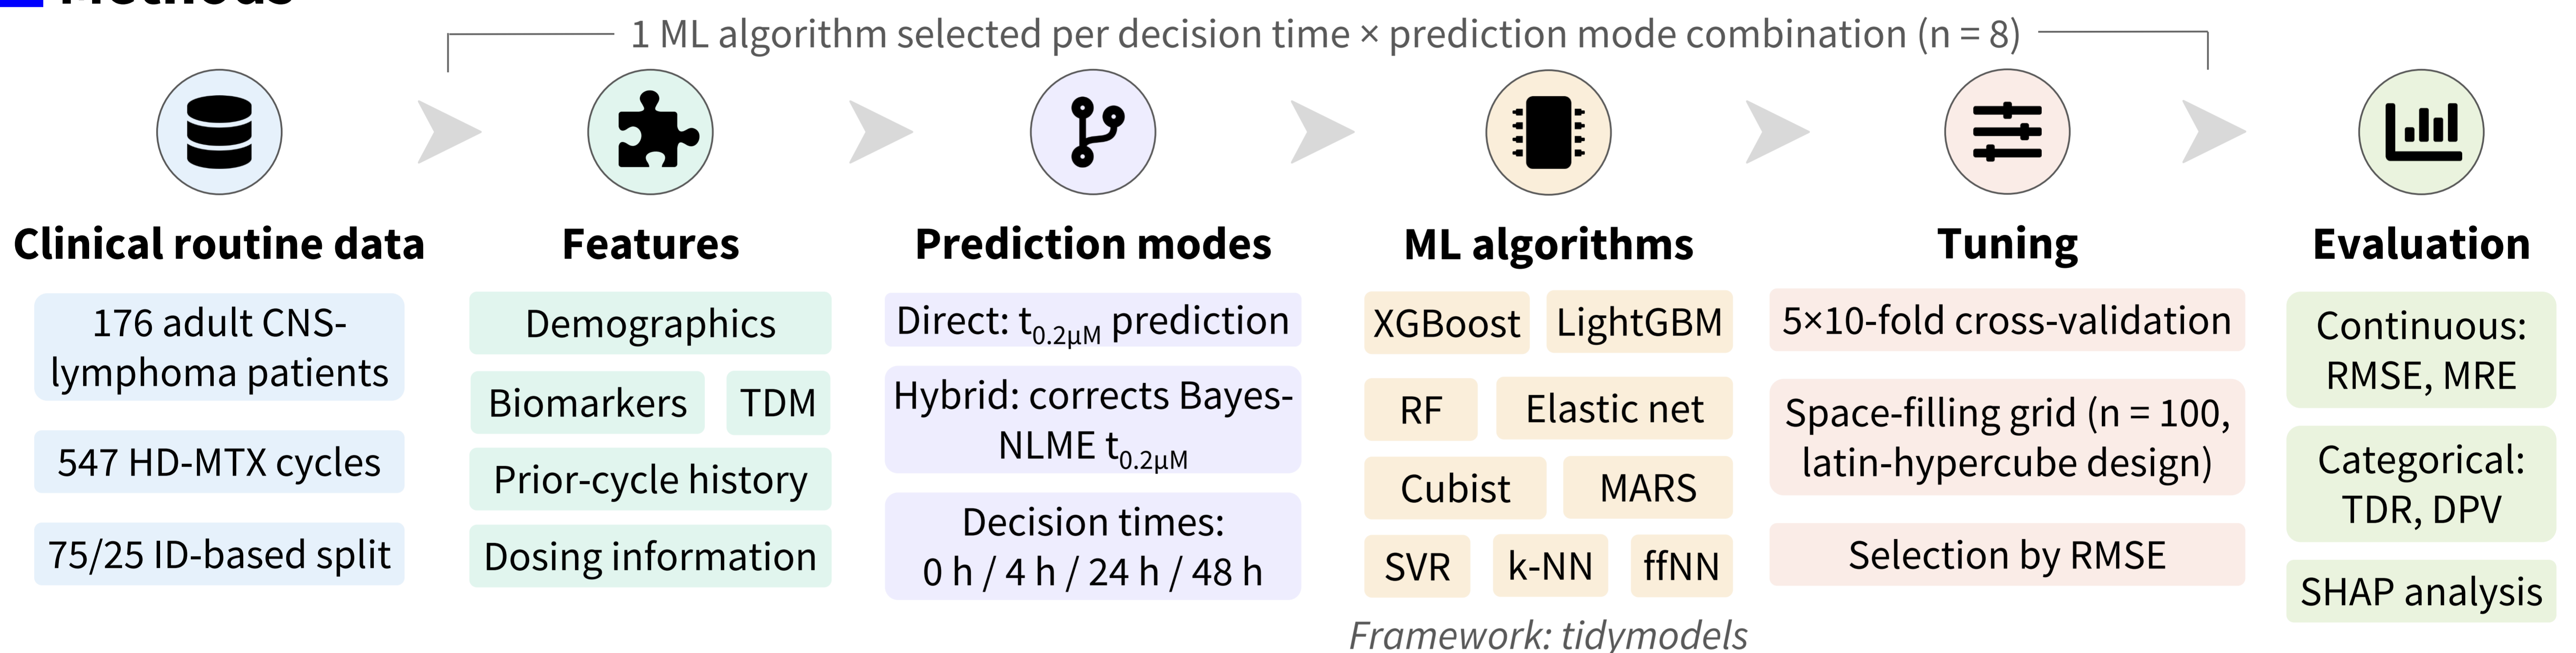 Methods
1 ML algorithm selected per decision time × prediction mode combination (n = 8)
Clinical routine data
176 adult CNS-
lymphoma patients
547 HD-MTX cycles
75/25 ID-based split
Features
Demographics
Biomarkers
TDM
Prior-cycle history
Dosing information
Prediction modes
Direct: t0.2µM prediction
Hybrid: corrects Bayes-
NLME t0.2µM
Decision times:
0 h / 4 h / 24 h / 48 h
ML algorithms
XGBoost
LightGBM
RF
Elastic net
Cubist
MARS
SVR
k-NN
ffNN
Framework: tidymodels
Tuning
5×10-fold cross-validation
Space-filling grid (n = 100,
latin-hypercube design)
Selection by RMSE
Evaluation
Continuous:
RMSE, MRE
Categorical:
TDR, DPV
SHAP analysis